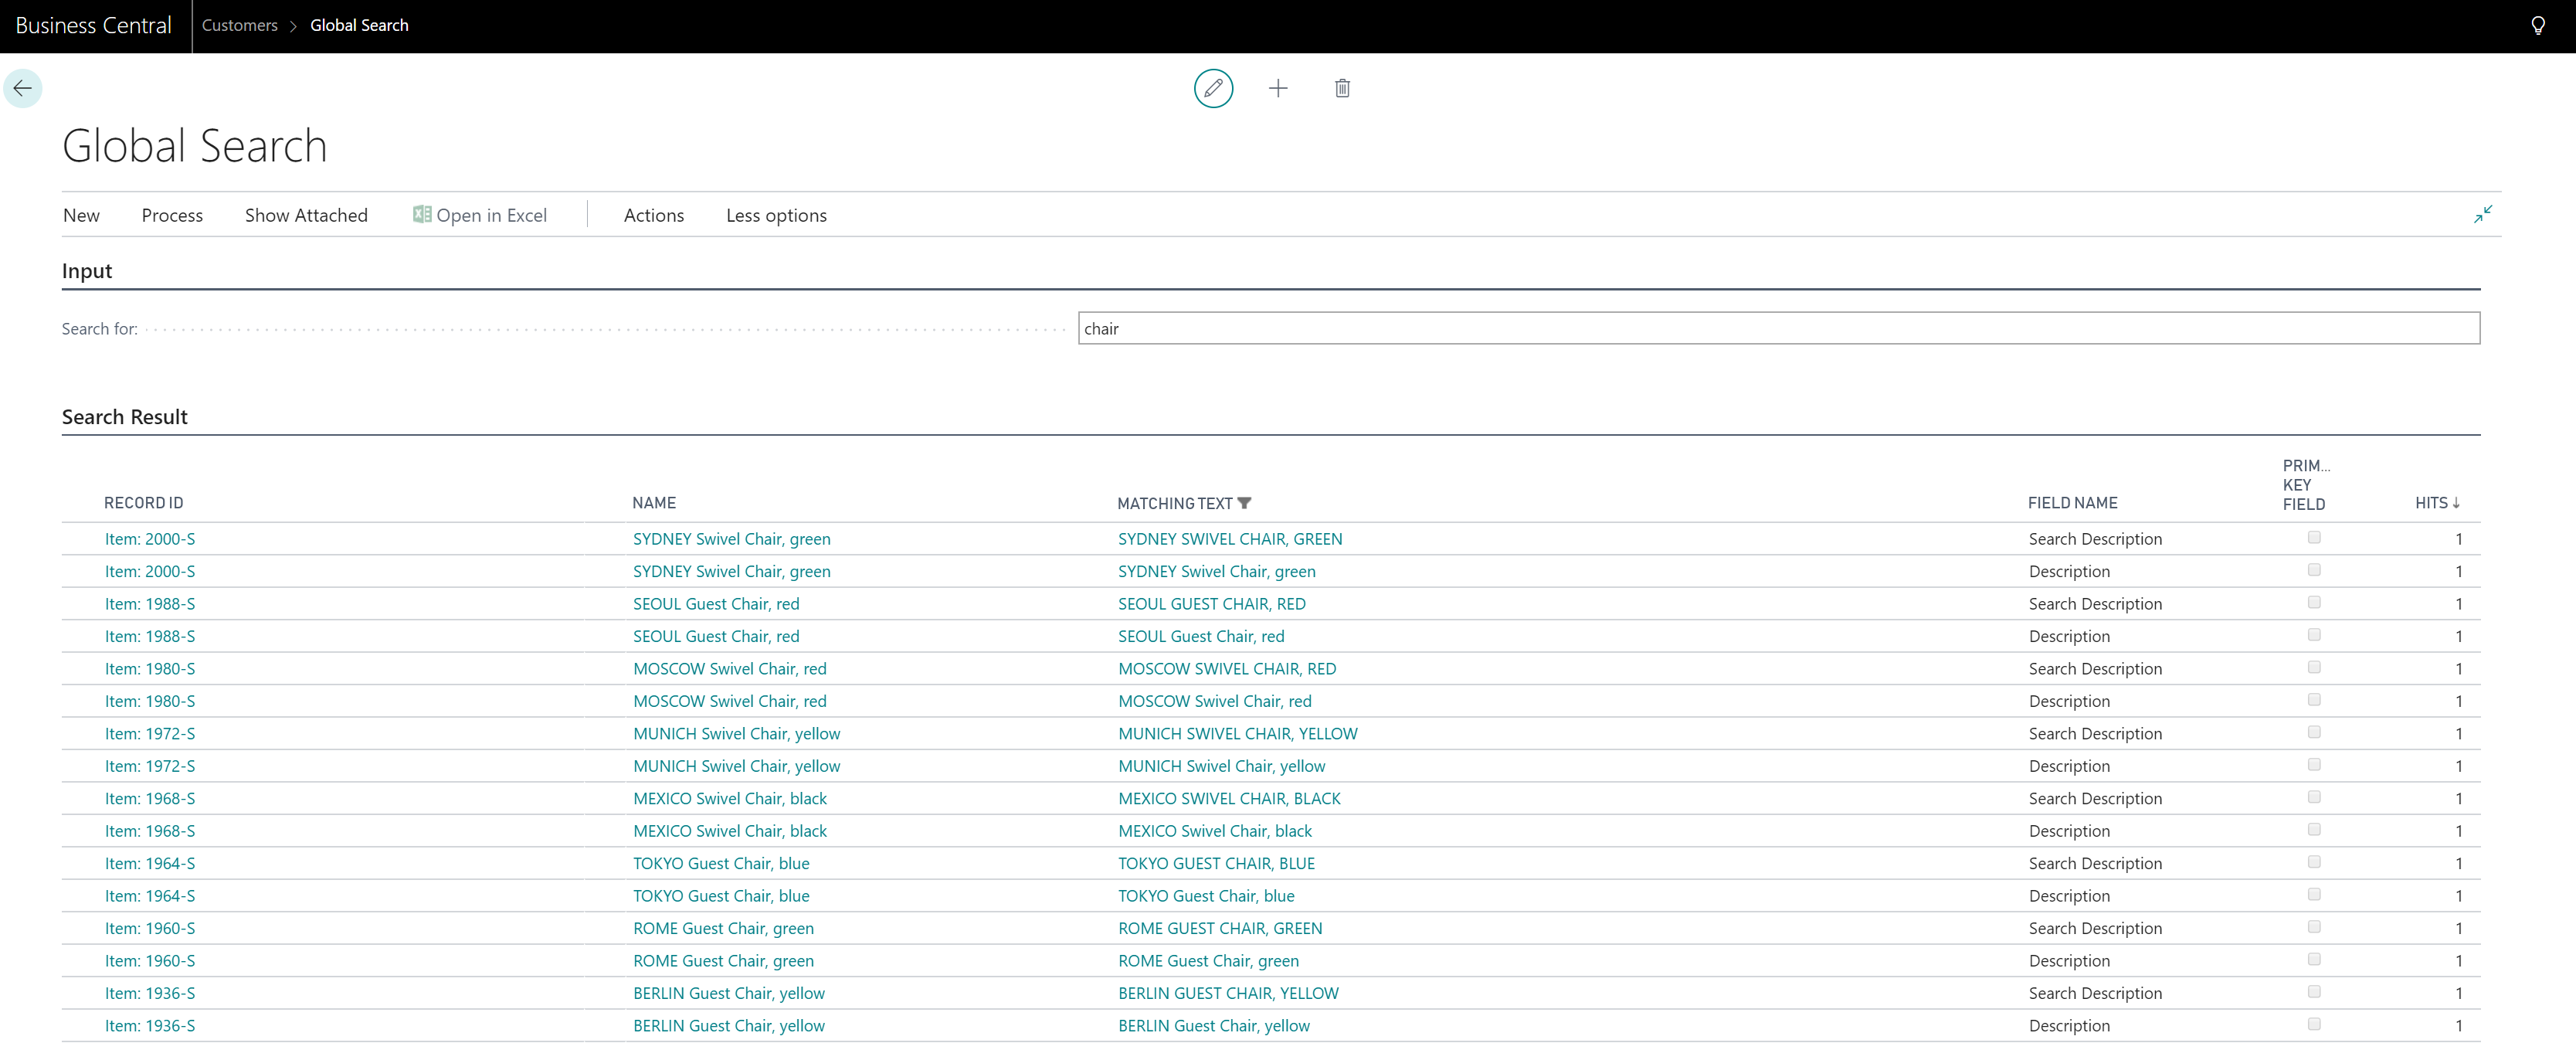 Business Central Customers > Global Search
Global Search
New Process Show Attached Open in Excel Actions Less options
Input
Search for: chair
Search Result
RECORD ID NAME MATCHING TEXT FIELD NAME PRIM... KEY FIELD HITS ↓
Item: 2000-S SYDNEY Swivel Chair, green SYDNEY SWIVEL CHAIR, GREEN Search Description 1
Item: 2000-S SYDNEY Swivel Chair, green SYDNEY Swivel Chair, green Description 1
Item: 1988-S SEOUL Guest Chair, red SEOUL GUEST CHAIR, RED Search Description 1
Item: 1988-S SEOUL Guest Chair, red SEOUL Guest Chair, red Description 1
Item: 1980-S MOSCOW Swivel Chair, red MOSCOW SWIVEL CHAIR, RED Search Description 1
Item: 1980-S MOSCOW Swivel Chair, red MOSCOW Swivel Chair, red Description 1
Item: 1972-S MUNICH Swivel Chair, yellow MUNICH SWIVEL CHAIR, YELLOW Search Description 1
Item: 1972-S MUNICH Swivel Chair, yellow MUNICH Swivel Chair, yellow Description 1
Item: 1968-S MEXICO Swivel Chair, black MEXICO SWIVEL CHAIR, BLACK Search Description 1
Item: 1968-S MEXICO Swivel Chair, black MEXICO Swivel Chair, black Description 1
Item: 1964-S TOKYO Guest Chair, blue TOKYO GUEST CHAIR, BLUE Search Description 1
Item: 1964-S TOKYO Guest Chair, blue TOKYO Guest Chair, blue Description 1
Item: 1960-S ROME Guest Chair, green ROME GUEST CHAIR, GREEN Search Description 1
Item: 1960-S ROME Guest Chair, green ROME Guest Chair, green Description 1
Item: 1936-S BERLIN Guest Chair, yellow BERLIN GUEST CHAIR, YELLOW Search Description 1
Item: 1936-S BERLIN Guest Chair, yellow BERLIN Guest Chair, yellow Description 1